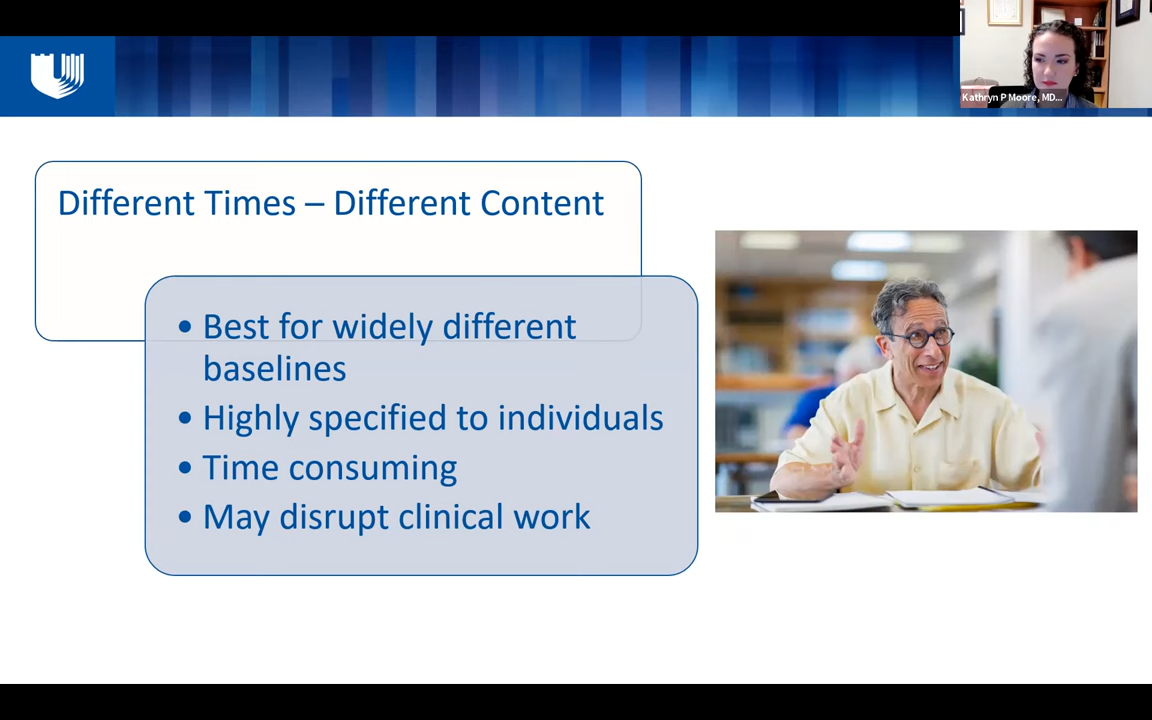 Kathryn P Moore, MD...
Different Times – Different Content
• Best for widely different
baselines
• Highly specified to individuals
• Time consuming
• May disrupt clinical work